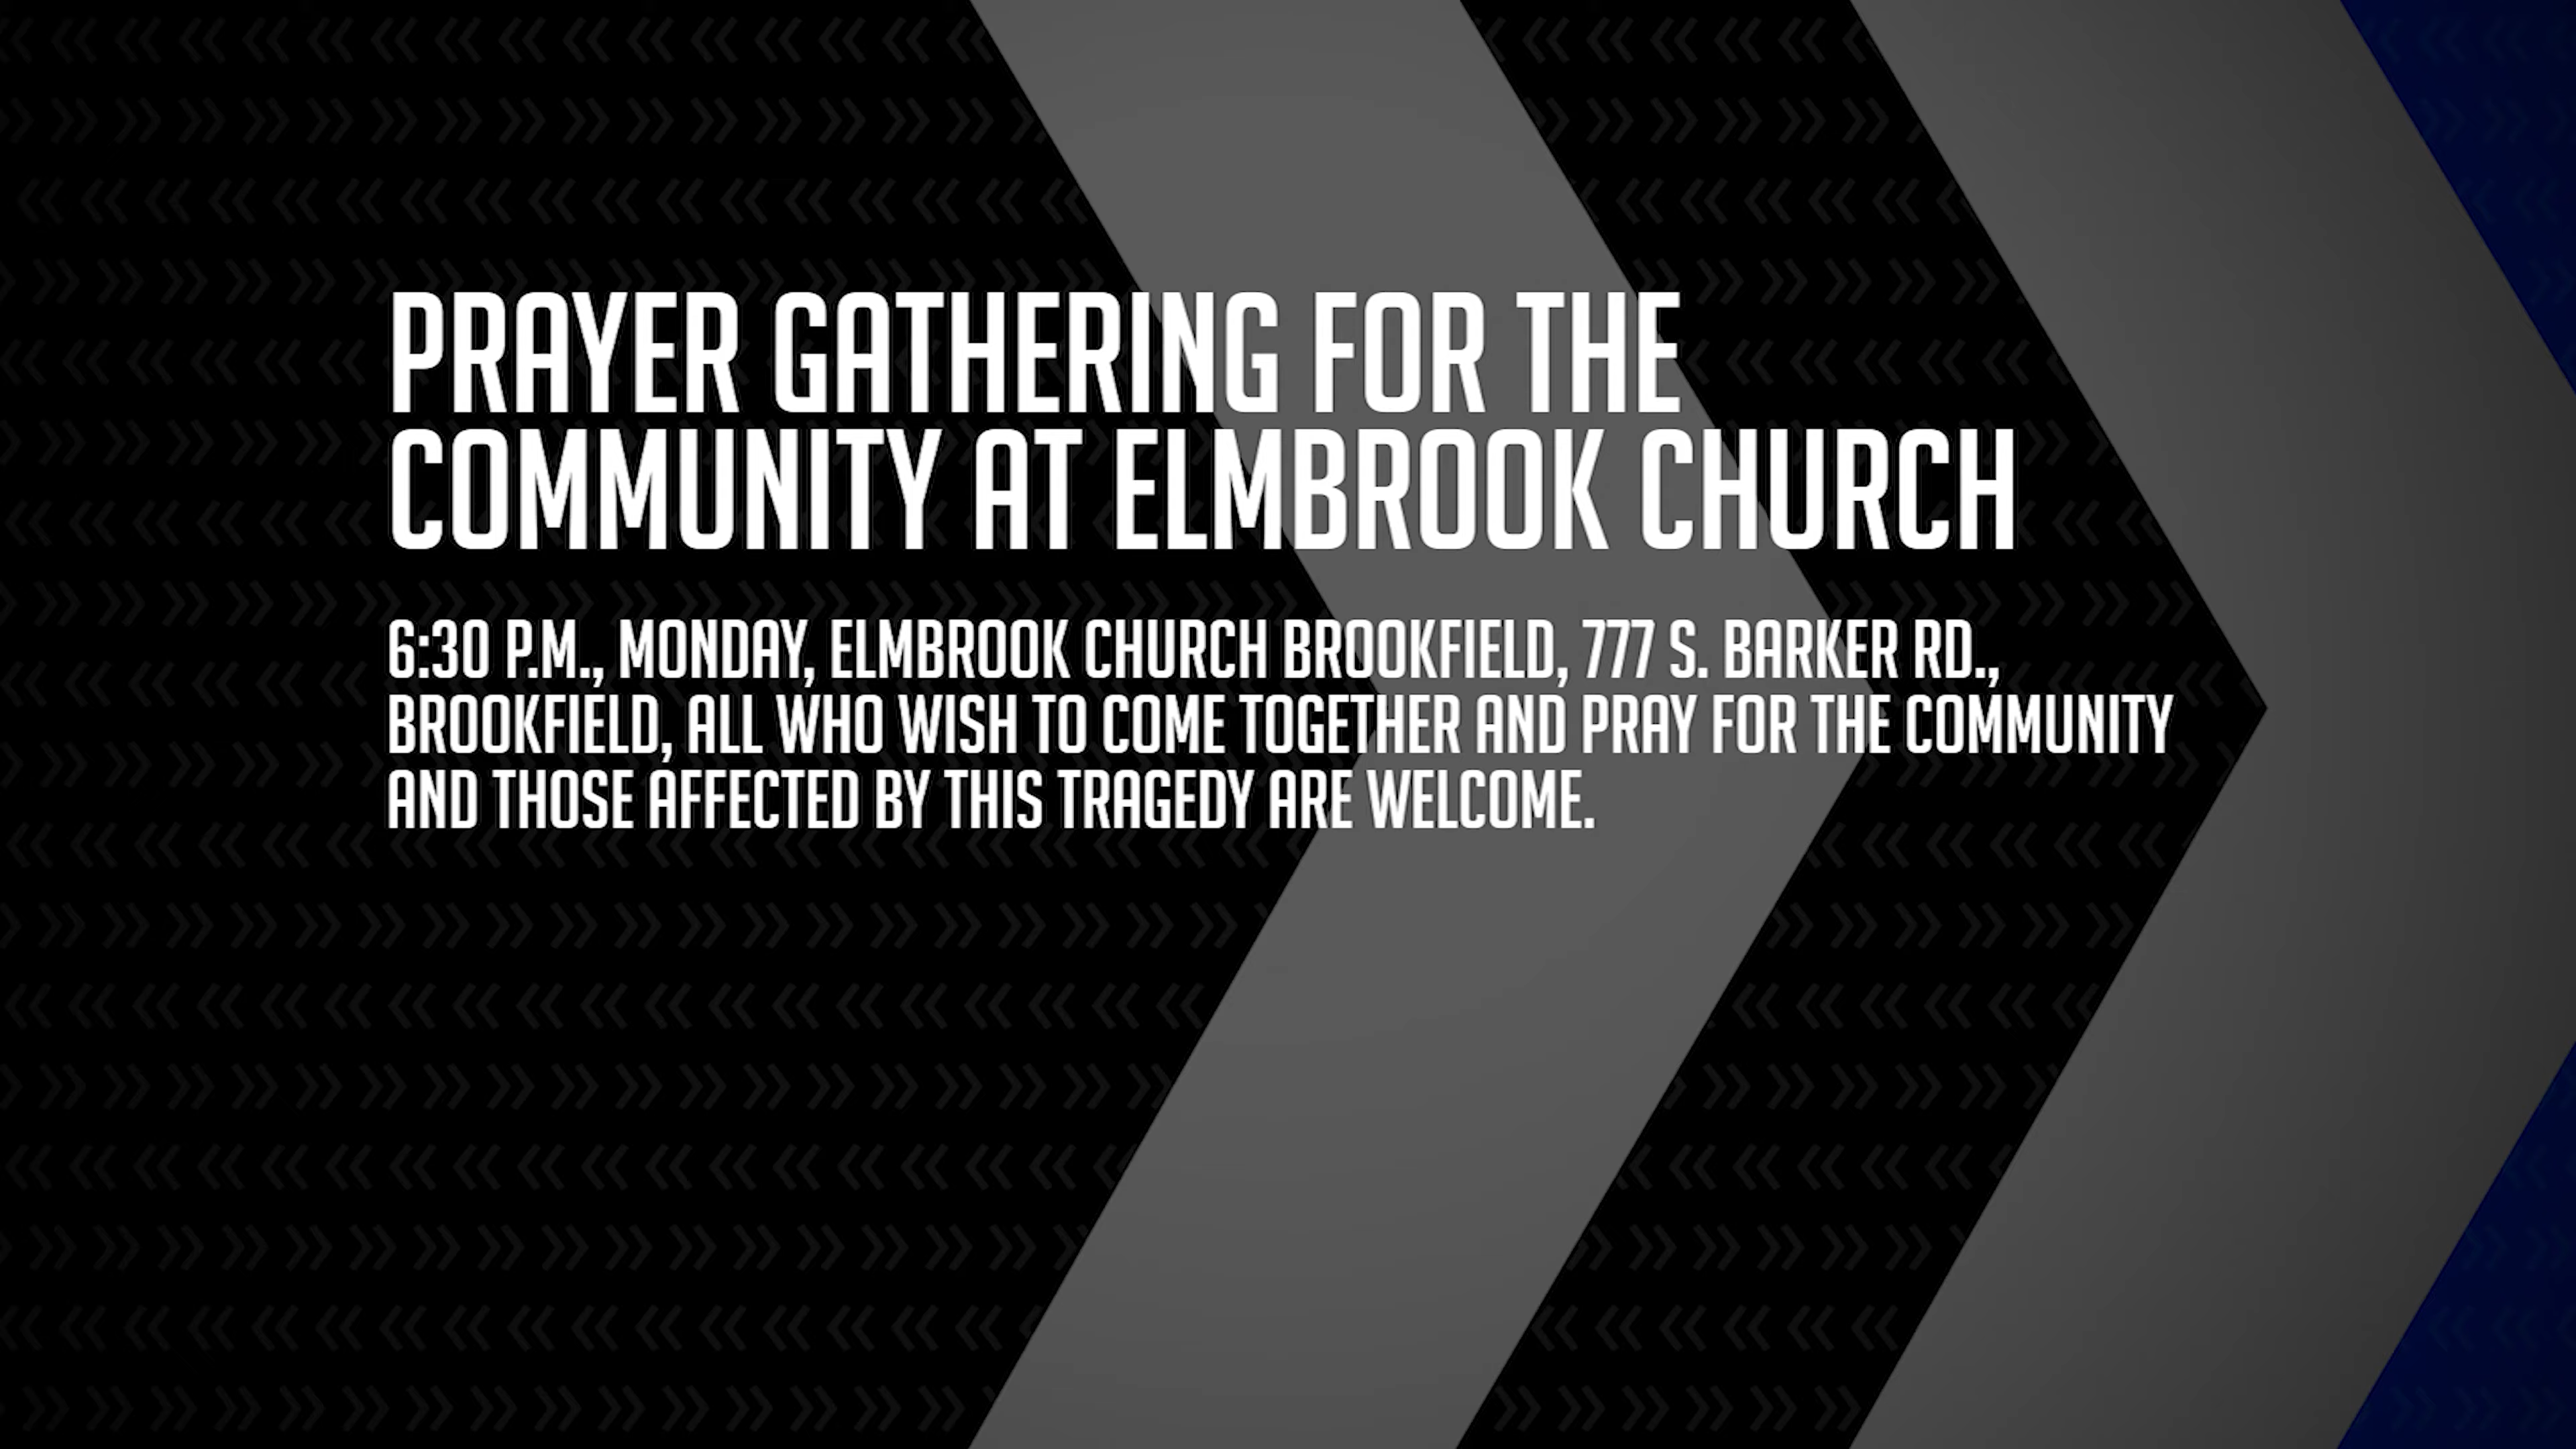 PRAYER GATHERING FOR THE
COMMUNITY AT ELMBROOK CHURCH
6:30 P.M., MONDAY, ELMBROOK CHURCH BROOKFIELD, 777 S. BARKER RD.,
BROOKFIELD, ALL WHO WISH TO COME TOGETHER AND PRAY FOR THE COMMUNITY
AND THOSE AFFECTED BY THIS TRAGEDY ARE WELCOME.